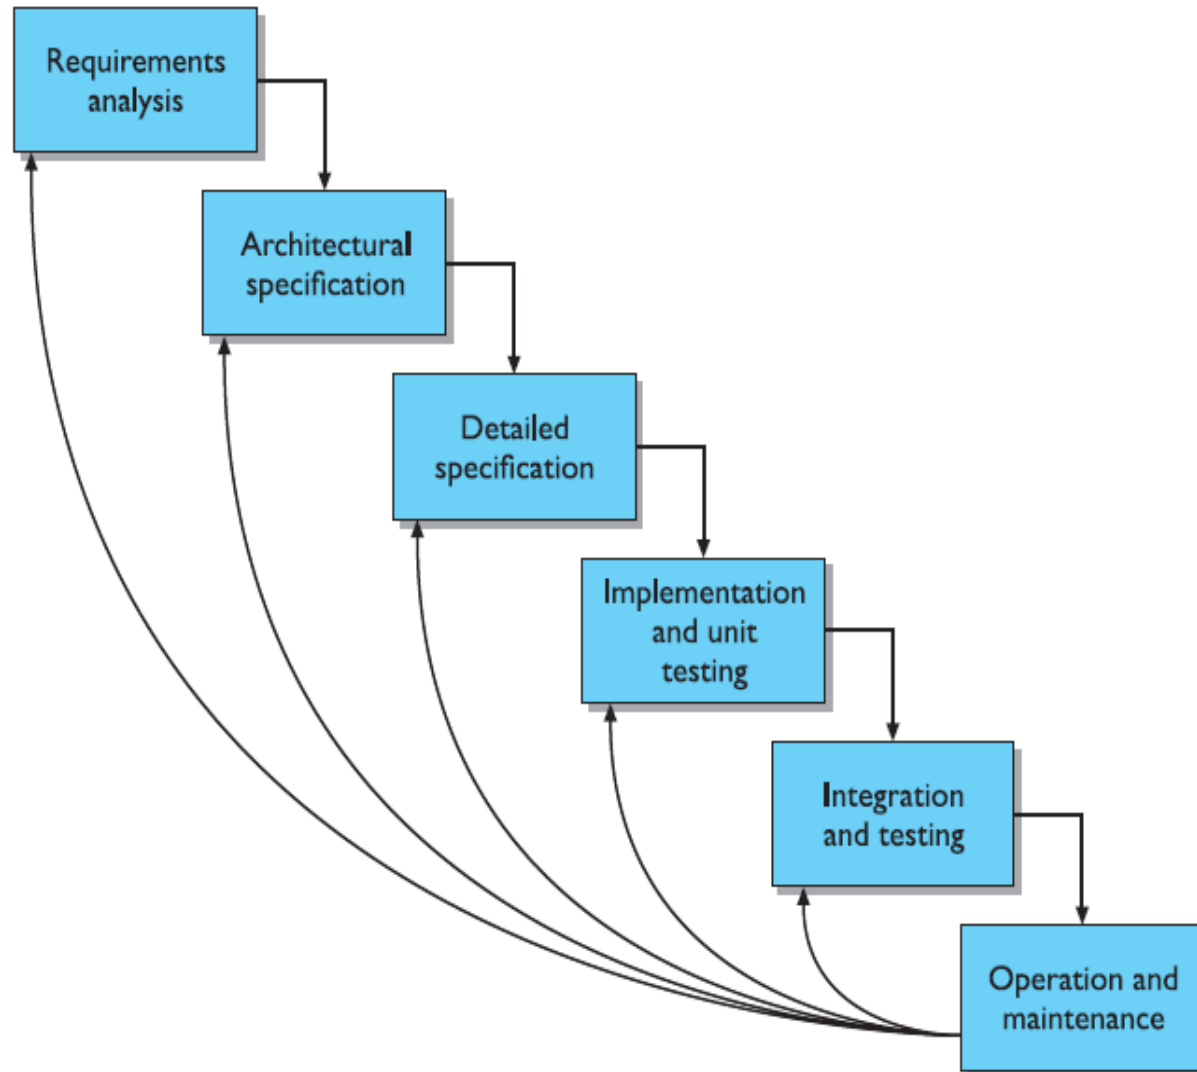 Requirements
analysis
Architectural
specification
Detailed
specification
Implementation
and unit
testing
Integration
and testing
Operation and
maintenance